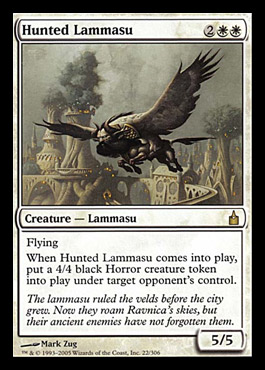 Hunted Lammasu 2
Creature — Lammasu
Flying
When Hunted Lammasu comes into play,
put a 4/4 black Horror creature token
into play under target opponent's control.
The lammasu ruled the velds before the city
grew. Now they roam Ravnica's skies, but
their ancient enemies have not forgotten them.
5/5
Mark Zug
™ & © 1993–2005 Wizards of the Coast, Inc. 22/306